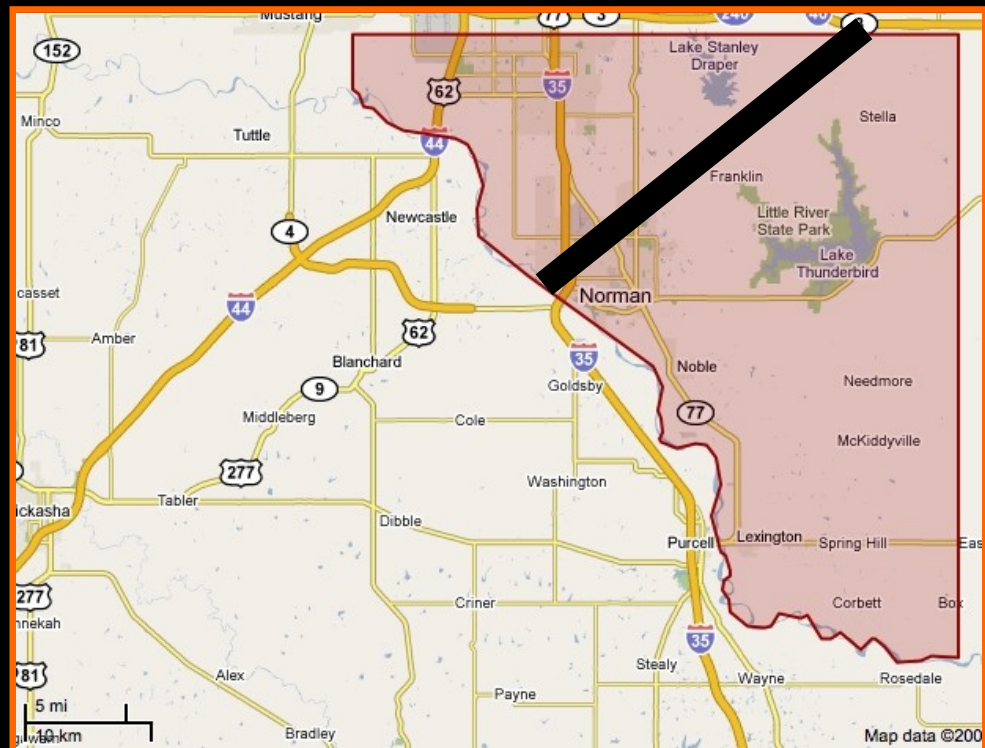 Mustang
77
3
240
40
3
152
Lake Stanley
Draper
62
35
Minco
Tuttle
44
Stella
Franklin
Newcastle
Little River
State Park
4
Lake
Thunderbird
casset
44
Norman
81
Amber
62
Blanchard
35
Goldsby
Noble
9
Needmore
Middleberg
Cole
77
McKiddyville
277
Washington
Tabler
ickasha
Dibble
Purcell
Lexington
Spring Hill
Eas
277
Criner
Corbett
Box
nnekah
35
Stealy
81
Alex
Wayne
Rosedale
Payne
5 mi
10 km
Bradley
Map data ©200